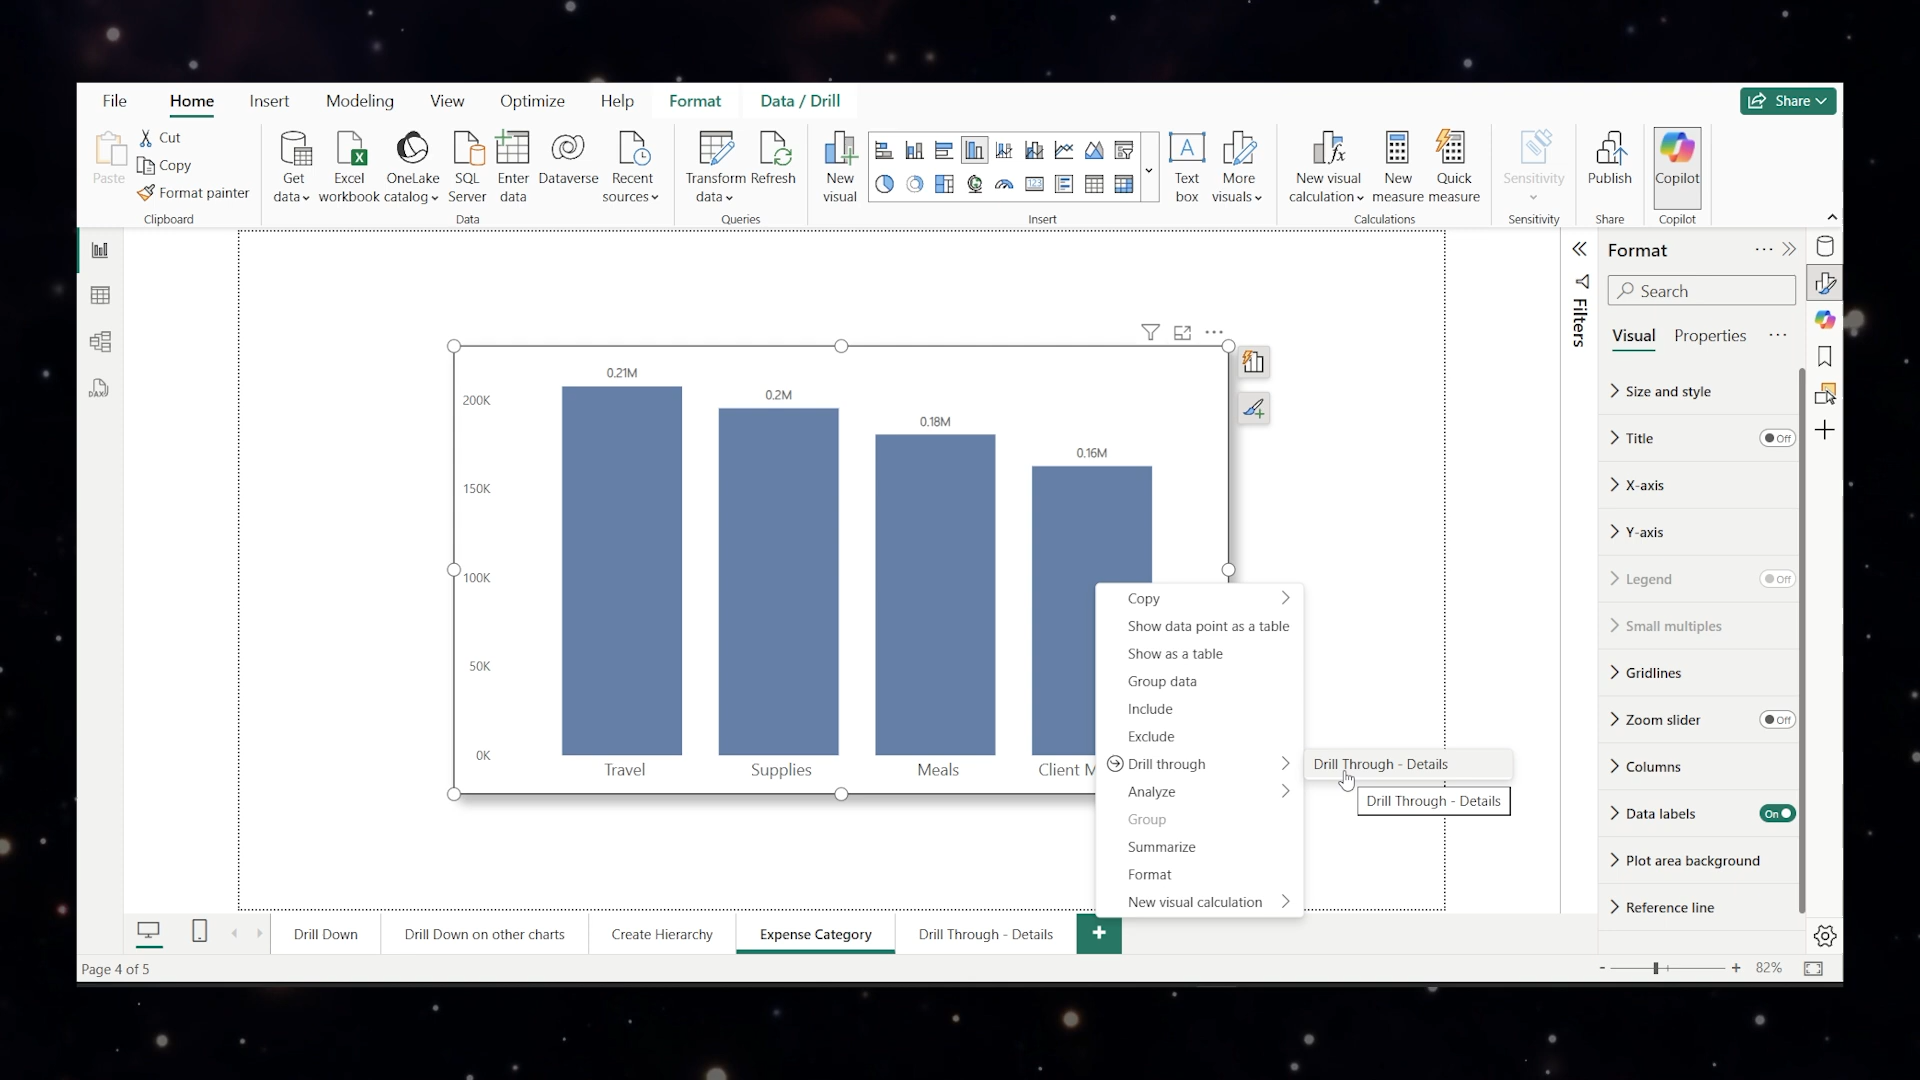 File Home Insert Modeling View Optimize Help Format Data / Drill Share
Paste
Cut
Copy
Format painter
Clipboard
Get data
Excel workbook
OneLake catalog
SQL Server
Enter data
Dataverse
Recent sources
Data
Transform data
Refresh
Queries
New visual
Text box
More visuals
Insert
New visual calculation
New measure
Quick measure
Calculations
Sensitivity
Sensitivity
Publish
Share
Copilot
Copilot
DAX
200K
150K
100K
50K
0K
0.21M
0.2M
0.18M
0.16M
Travel Supplies Meals Client M
Copy
Show data point as a table
Show as a table
Group data
Include
Exclude
Drill through
Analyze
Group
Summarize
Format
New visual calculation
Drill Through - Details
Drill Through - Details
Filters
Format
Search
Visual Properties
Size and style
Title Off
X-axis
Y-axis
Legend Off
Small multiples
Gridlines
Zoom slider Off
Columns
Data labels On
Plot area background
Reference line
Drill Down Drill Down on other charts Create Hierarchy Expense Category Drill Through - Details +
Page 4 of 5
- + 82%